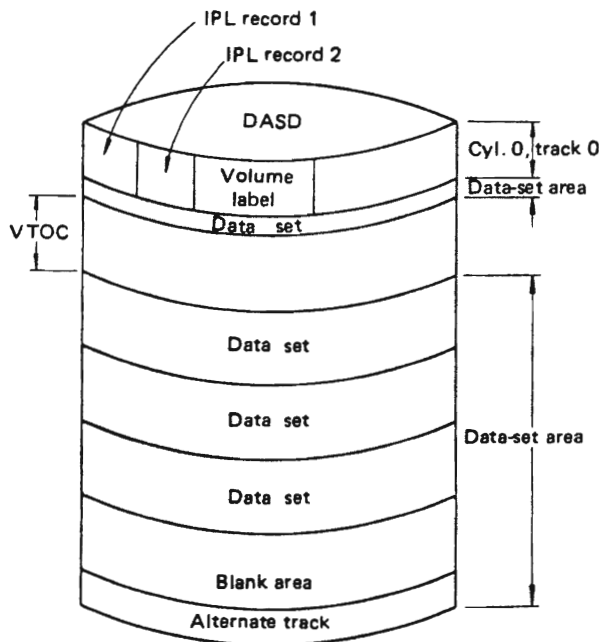 IPL record 1
IPL record 2
DASD
Cyl. 0, track 0
Volume
label
Data-set area
VTOC
Data set
Data set
Data set
Data-set area
Data set
Blank area
Alternate track